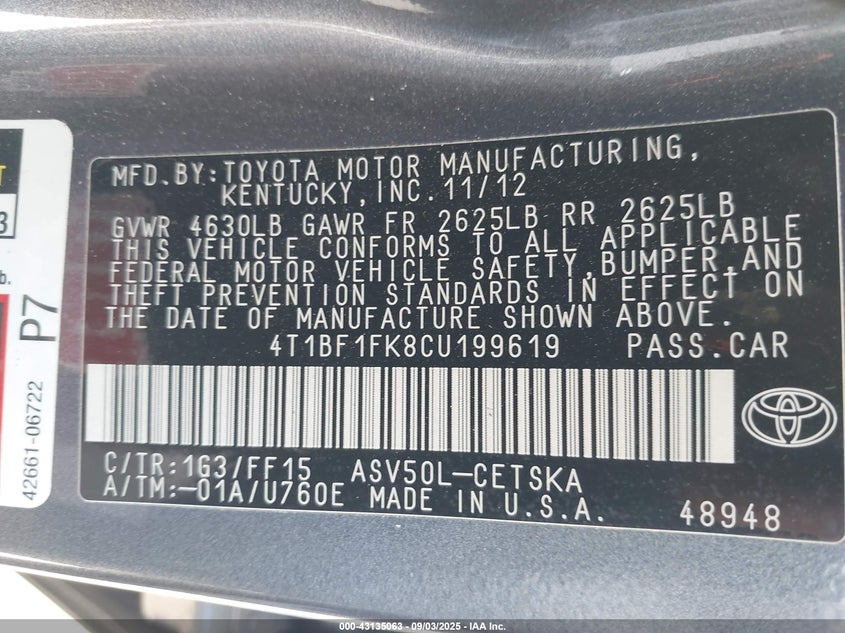 MFD.BY:TOYOTA MOTOR MANUFACTURING,
KENTUCKY,INC.11/12
GVWR 4630LB GAWR FR 2625LB RR 2625LB
THIS VEHICLE CONFORMS TO ALL APPLICABLE
FEDERAL MOTOR VEHICLE SAFETY,BUMPER,AND
THEFT PREVENTION STANDARDS IN EFFECT ON
THE DATE OF MANUFACTURE SHOWN ABOVE.
4T1BF1FK8CU199619 PASS.CAR
C/TR:1G3/FF15 ASV50L-CETSKA
A/TM:-01A/U760E MADE IN U.S.A.
48948
P7
42661-06722
3
b.
000-43135063 - 09/03/2025 - IAA Inc.